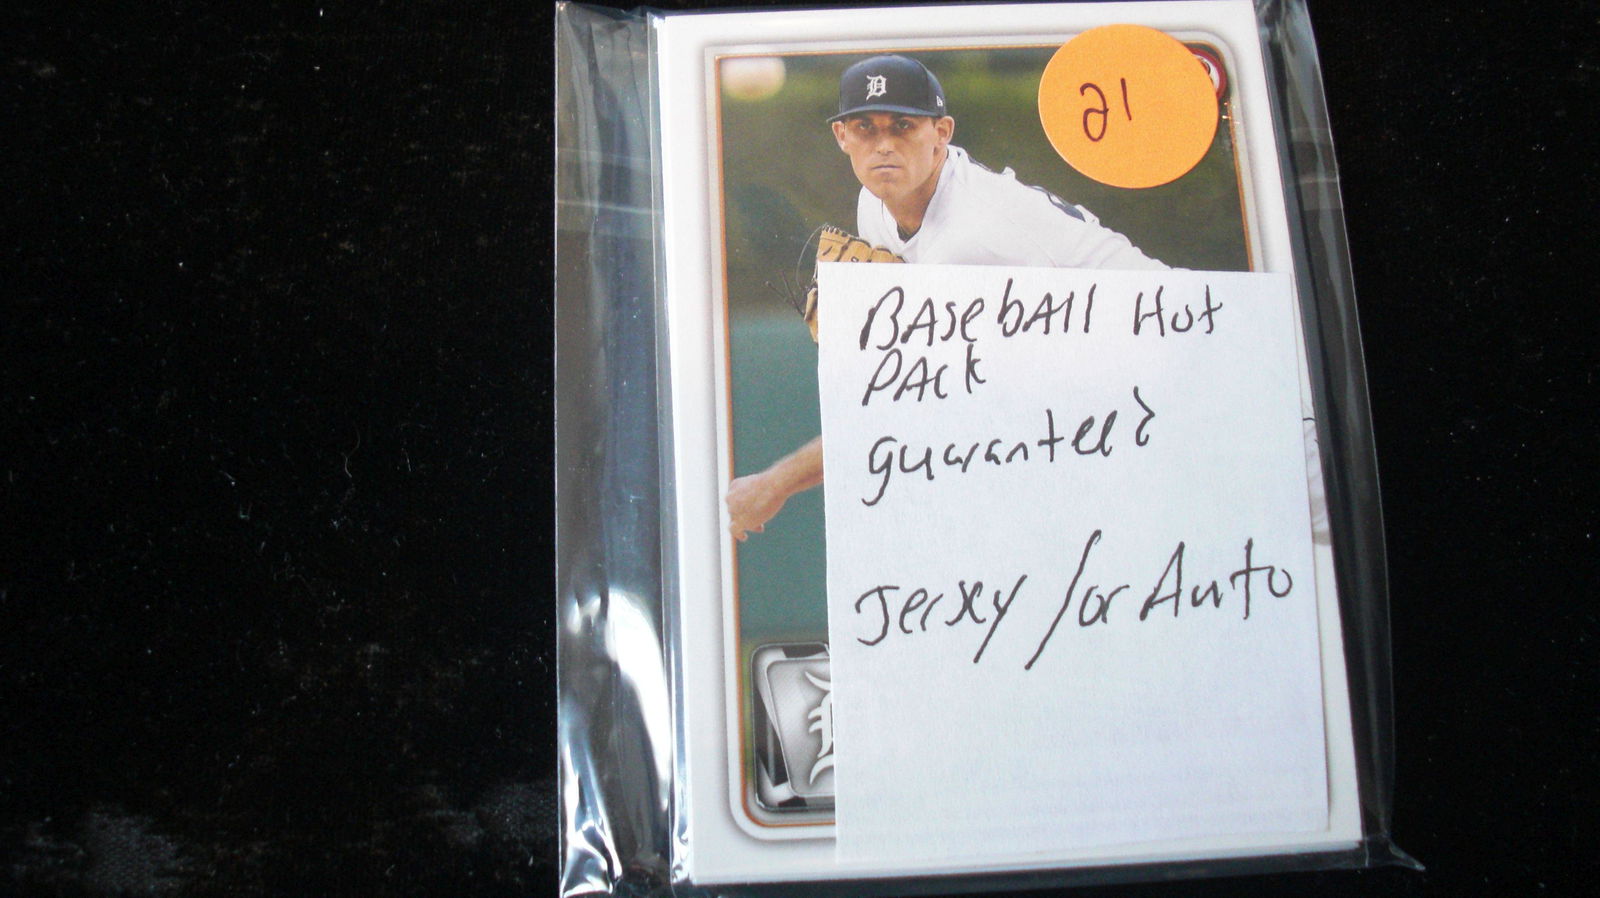 D
21
BAseBAll Hot
PAck
guaranteed
Jersey /or Auto
D